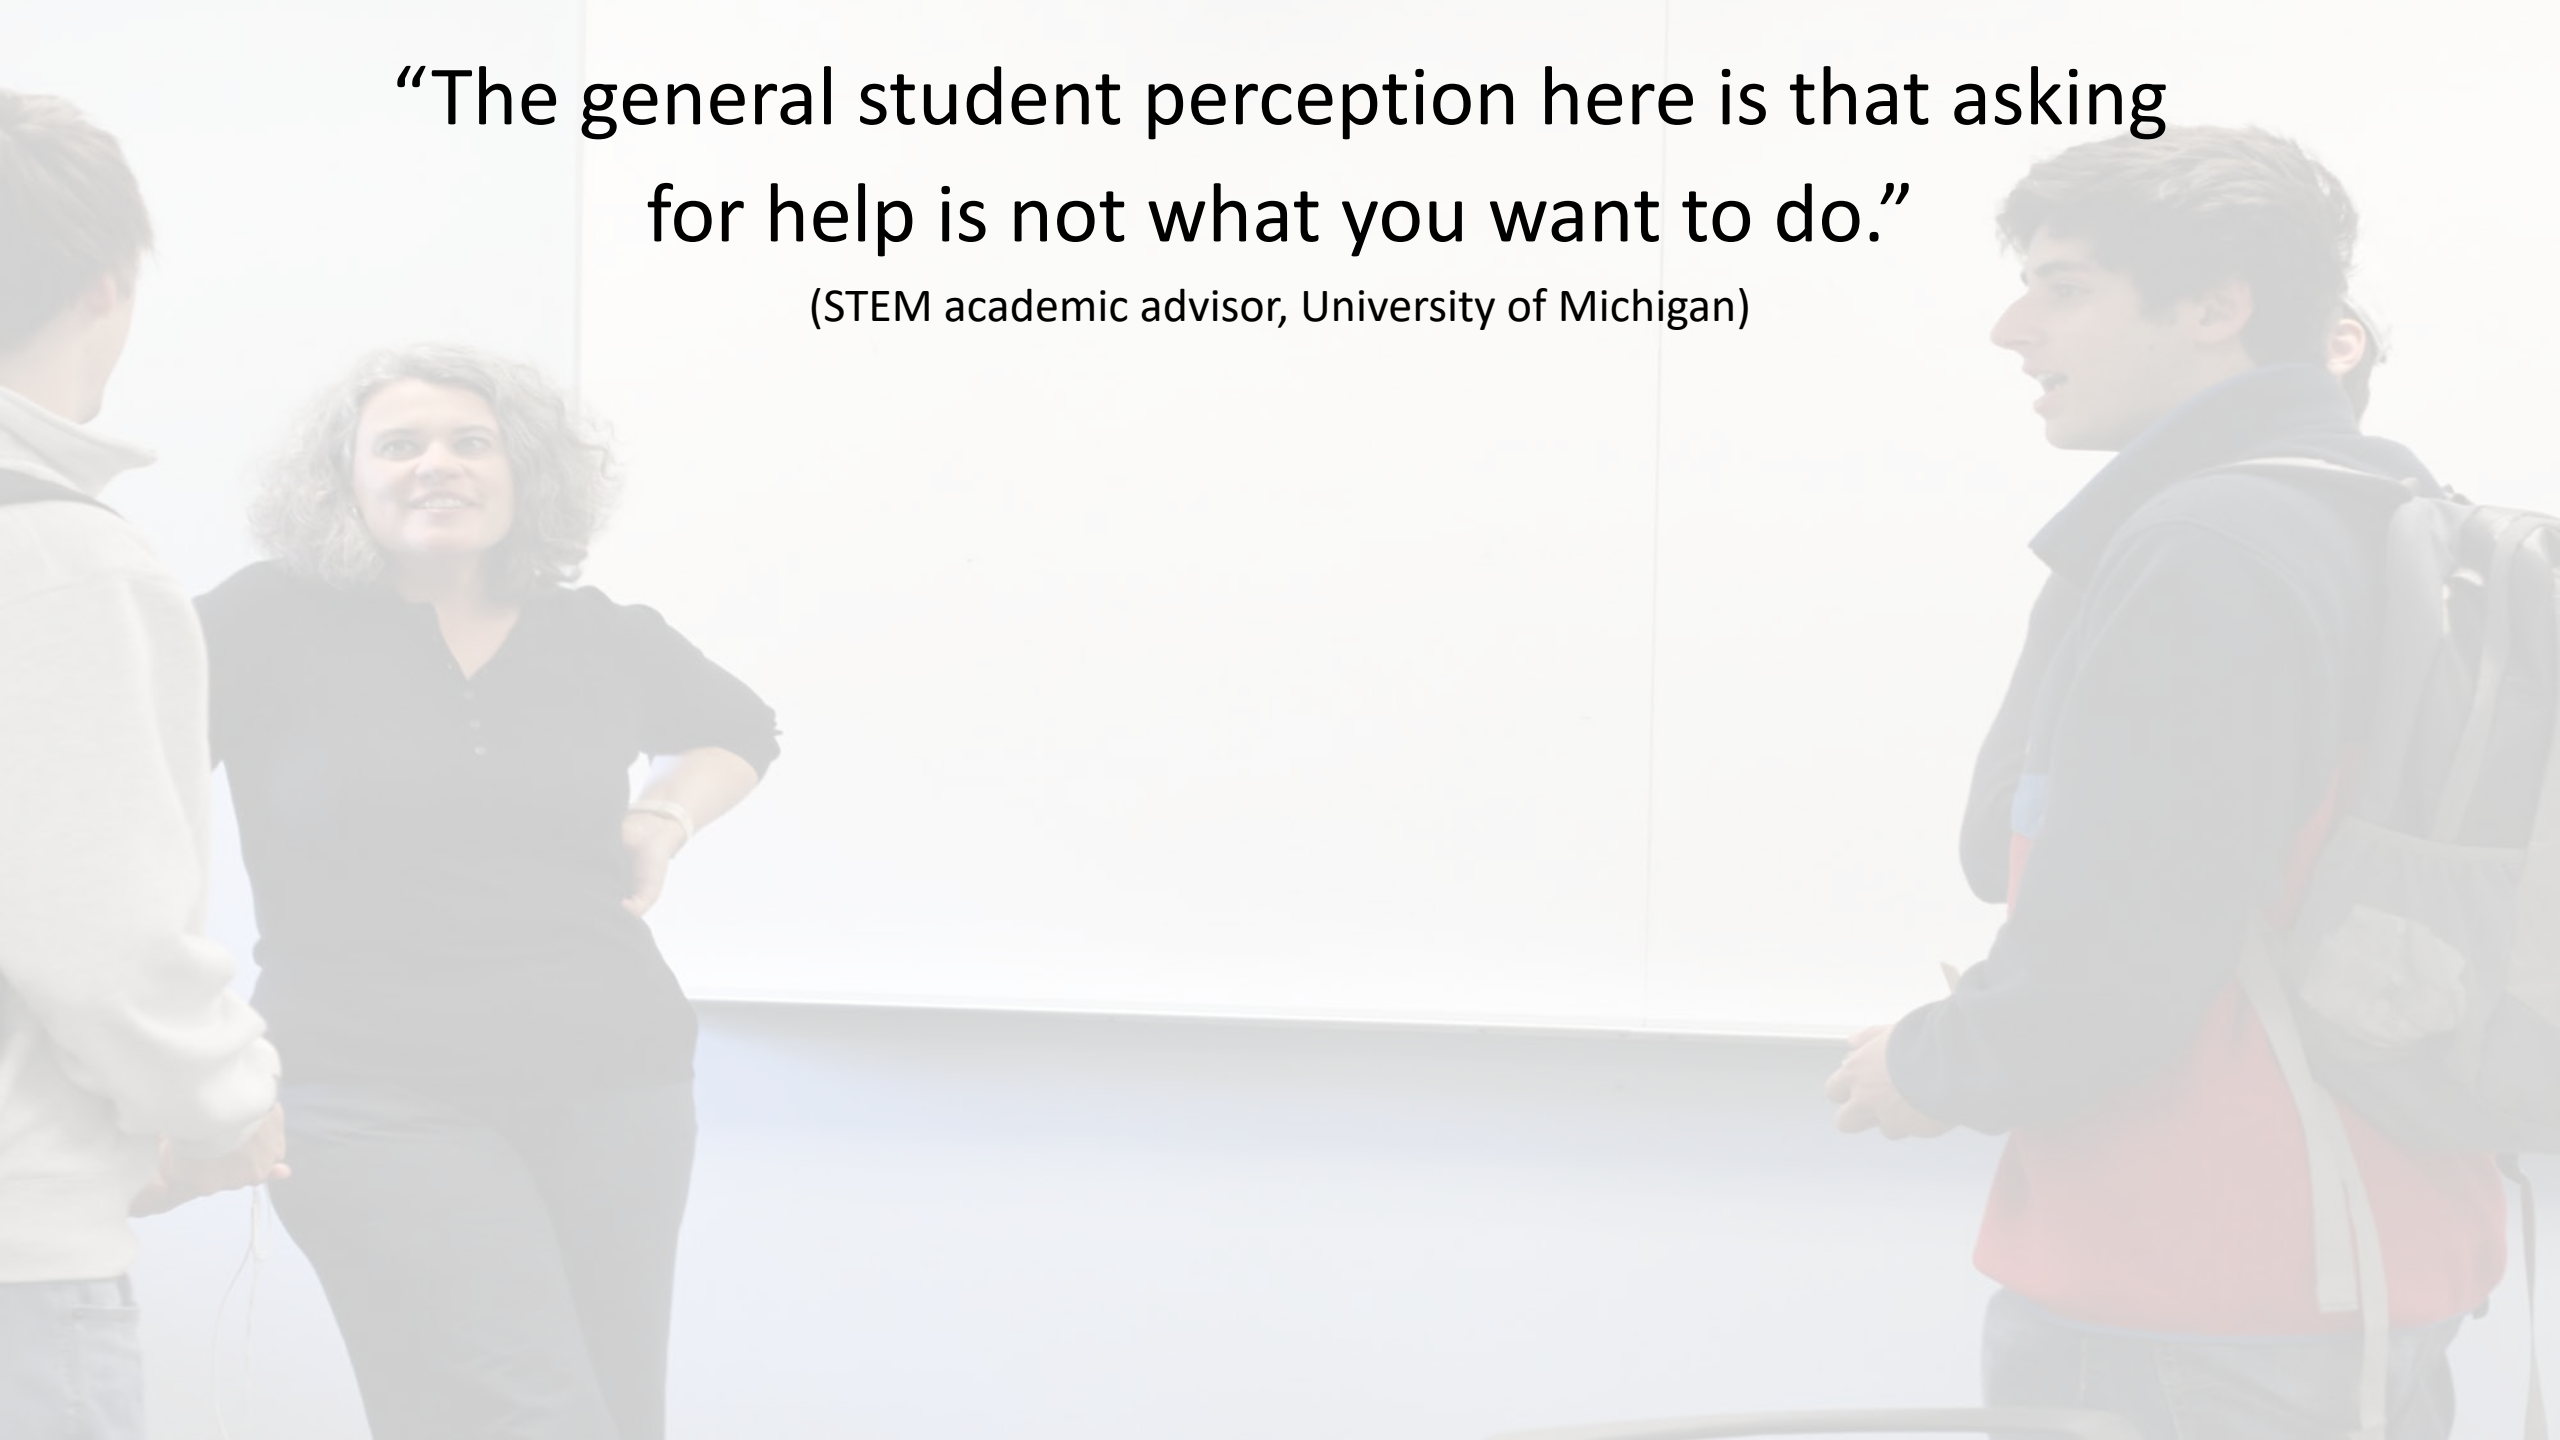 “The general student perception here is that asking
for help is not what you want to do.”
(STEM academic advisor, University of Michigan)